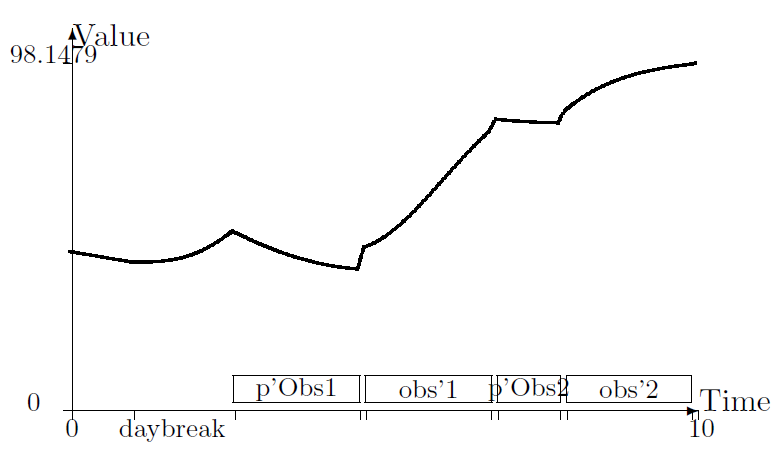 Value
98.1479
p'Obs1
obs'1
p'Obs2
obs'2
0
Time
0
daybreak
10